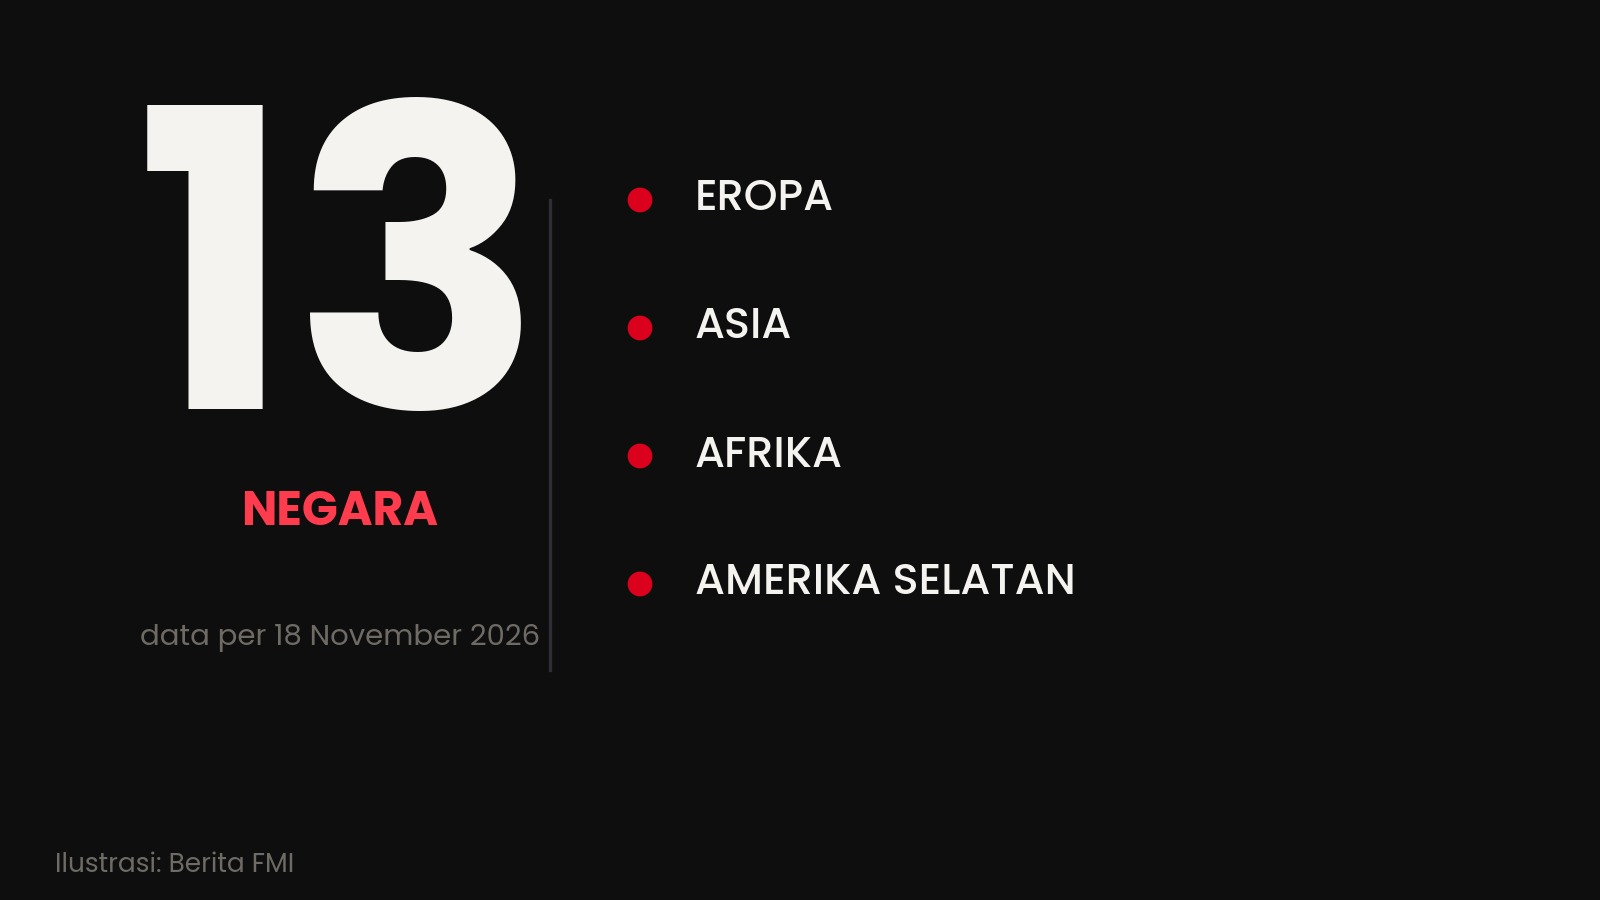 13
NEGARA
data per 18 November 2026
EROPA
ASIA
AFRIKA
AMERIKA SELATAN
Ilustrasi: Berita FMI